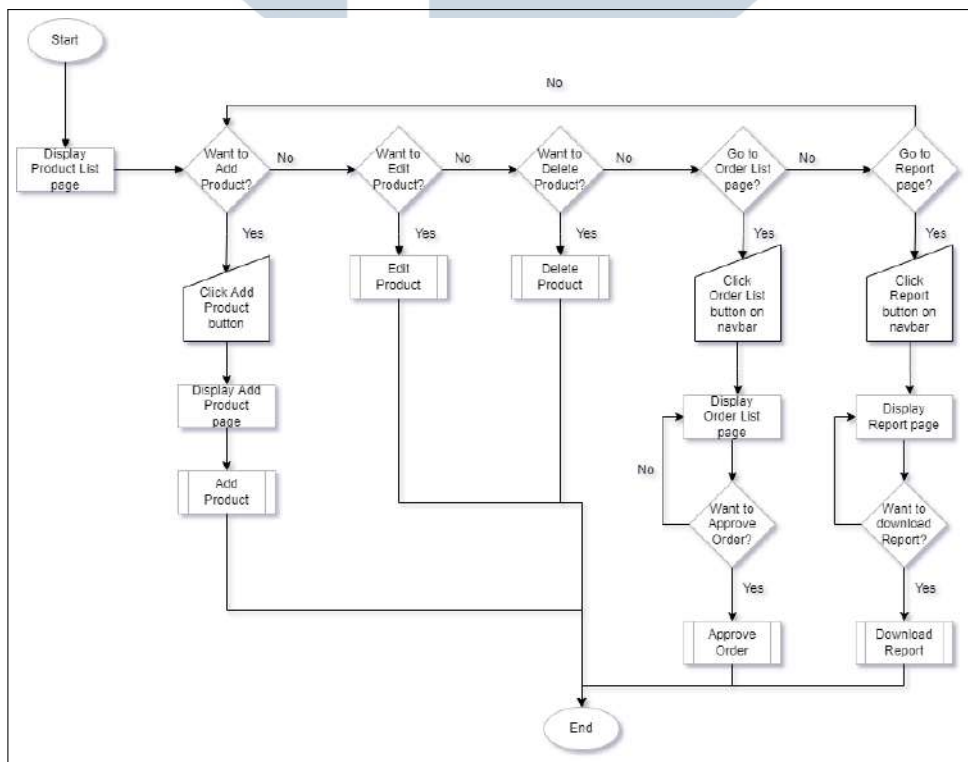 Start
No
Display
Product List
page
Want to
Add
Product?
No
Want to
Edit
Product?
No
Want to
Delete
Product?
No
Go to
Order List
page?
No
Go to
Report
page?
Yes
Yes
Yes
Yes
Yes
Click Add
Product
button
Edit
Product
Delete
Product
Click
Order List
button on
navbar
Click
Report
button on
navbar
Display Add
Product
page
Display
Order List
page
Display
Report page
Add
Product
No
Want to
Approve
Order?
Want to
download
Report?
Yes
Yes
Approve
Order
Download
Report
End